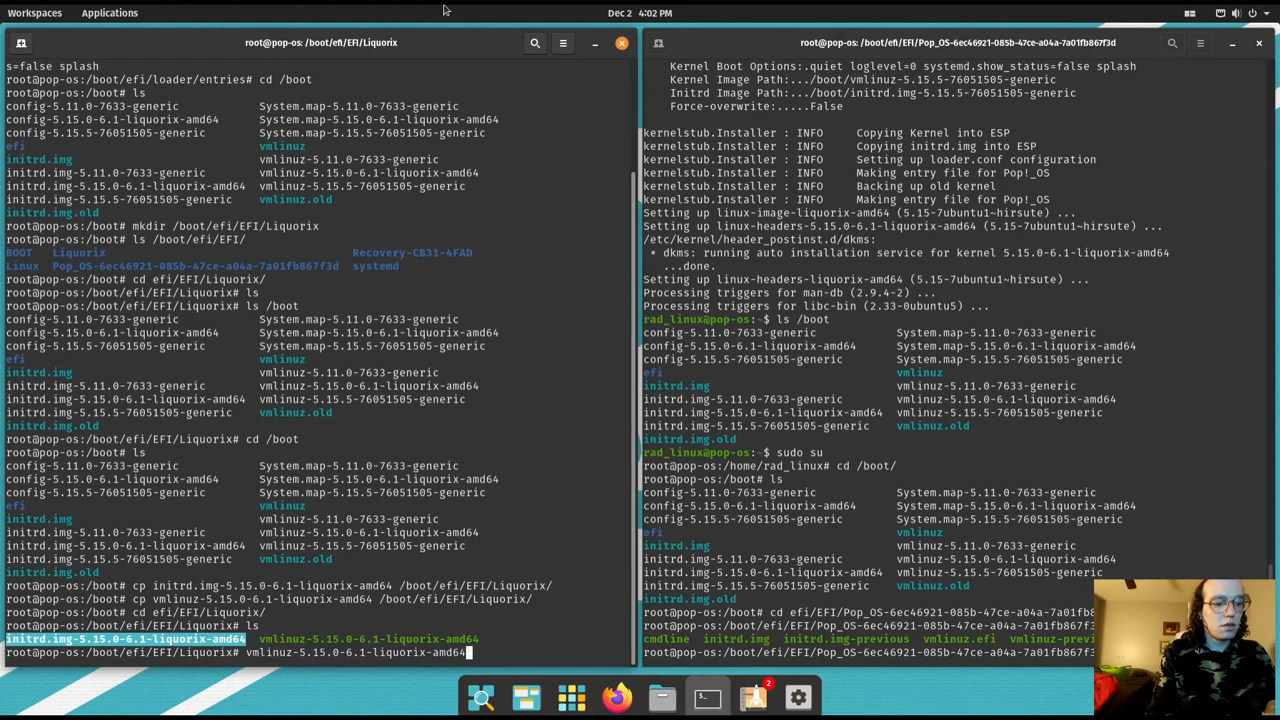 Workspaces Applications Dec 2 4:02 PM
root@pop-os: /boot/efi/EFI/Liquorix
s=false splash
root@pop-os:/boot/efi/loader/entries# cd /boot
root@pop-os:/boot# ls
config-5.11.0-7633-generic System.map-5.11.0-7633-generic
config-5.15.0-6.1-liquorix-amd64 System.map-5.15.0-6.1-liquorix-amd64
config-5.15.5-76051505-generic System.map-5.15.5-76051505-generic
efi vmlinuz
initrd.img vmlinuz-5.11.0-7633-generic
initrd.img-5.11.0-7633-generic vmlinuz-5.15.0-6.1-liquorix-amd64
initrd.img-5.15.0-6.1-liquorix-amd64 vmlinuz-5.15.5-76051505-generic
initrd.img-5.15.5-76051505-generic vmlinuz.old
initrd.img.old
root@pop-os:/boot# mkdir /boot/efi/EFI/Liquorix
root@pop-os:/boot# ls /boot/efi/EFI/
BOOT Liquorix Recovery-CB31-4FAD
Linux Pop_OS-6ec46921-085b-47ce-a04a-7a01fb867f3d systemd
root@pop-os:/boot# cd efi/EFI/Liquorix/
root@pop-os:/boot/efi/EFI/Liquorix# ls
root@pop-os:/boot/efi/EFI/Liquorix# ls /boot
config-5.11.0-7633-generic System.map-5.11.0-7633-generic
config-5.15.0-6.1-liquorix-amd64 System.map-5.15.0-6.1-liquorix-amd64
config-5.15.5-76051505-generic System.map-5.15.5-76051505-generic
efi vmlinuz
initrd.img vmlinuz-5.11.0-7633-generic
initrd.img-5.11.0-7633-generic vmlinuz-5.15.0-6.1-liquorix-amd64
initrd.img-5.15.0-6.1-liquorix-amd64 vmlinuz-5.15.5-76051505-generic
initrd.img-5.15.5-76051505-generic vmlinuz.old
initrd.img.old
root@pop-os:/boot/efi/EFI/Liquorix# cd /boot
root@pop-os:/boot# ls
config-5.11.0-7633-generic System.map-5.11.0-7633-generic
config-5.15.0-6.1-liquorix-amd64 System.map-5.15.0-6.1-liquorix-amd64
config-5.15.5-76051505-generic System.map-5.15.5-76051505-generic
efi vmlinuz
initrd.img vmlinuz-5.11.0-7633-generic
initrd.img-5.11.0-7633-generic vmlinuz-5.15.0-6.1-liquorix-amd64
initrd.img-5.15.0-6.1-liquorix-amd64 vmlinuz-5.15.5-76051505-generic
initrd.img-5.15.5-76051505-generic vmlinuz.old
initrd.img.old
root@pop-os:/boot# cp initrd.img-5.15.0-6.1-liquorix-amd64 /boot/efi/EFI/Liquorix/
root@pop-os:/boot# cp vmlinuz-5.15.0-6.1-liquorix-amd64 /boot/efi/EFI/Liquorix/
root@pop-os:/boot# cd efi/EFI/Liquorix/
root@pop-os:/boot/efi/EFI/Liquorix# ls
initrd.img-5.15.0-6.1-liquorix-amd64 vmlinuz-5.15.0-6.1-liquorix-amd64
root@pop-os:/boot/efi/EFI/Liquorix# vmlinuz-5.15.0-6.1-liquorix-amd64
root@pop-os: /boot/efi/EFI/Pop_OS-6ec46921-085b-47ce-a04a-7a01fb867f3d
Kernel Boot Options:.quiet loglevel=0 systemd.show_status=false splash
Kernel Image Path:.../boot/vmlinuz-5.15.5-76051505-generic
Initrd Image Path:.../boot/initrd.img-5.15.5-76051505-generic
Force-overwrite:.....False
kernelstub.Installer : INFO Copying Kernel into ESP
kernelstub.Installer : INFO Copying initrd.img into ESP
kernelstub.Installer : INFO Setting up loader.conf configuration
kernelstub.Installer : INFO Making entry file for Pop!_OS
kernelstub.Installer : INFO Backing up old kernel
kernelstub.Installer : INFO Making entry file for Pop!_OS
Setting up linux-image-liquorix-amd64 (5.15-7ubuntu1~hirsute) ...
Setting up linux-headers-5.15.0-6.1-liquorix-amd64 (5.15-7ubuntu1~hirsute) ...
/etc/kernel/header_postinst.d/dkms:
* dkms: running auto installation service for kernel 5.15.0-6.1-liquorix-amd64
...done.
Setting up linux-headers-liquorix-amd64 (5.15-7ubuntu1~hirsute) ...
Processing triggers for man-db (2.9.4-2) ...
Processing triggers for libc-bin (2.33-0ubuntu5) ...
rad_linux@pop-os:~$ ls /boot
config-5.11.0-7633-generic System.map-5.11.0-7633-generic
config-5.15.0-6.1-liquorix-amd64 System.map-5.15.0-6.1-liquorix-amd64
config-5.15.5-76051505-generic System.map-5.15.5-76051505-generic
efi vmlinuz
initrd.img vmlinuz-5.11.0-7633-generic
initrd.img-5.11.0-7633-generic vmlinuz-5.15.0-6.1-liquorix-amd64
initrd.img-5.15.0-6.1-liquorix-amd64 vmlinuz-5.15.5-76051505-generic
initrd.img-5.15.5-76051505-generic vmlinuz.old
initrd.img.old
rad_linux@pop-os:~$ sudo su
root@pop-os:/home/rad_linux# cd /boot/
root@pop-os:/boot# ls
config-5.11.0-7633-generic System.map-5.11.0-7633-generic
config-5.15.0-6.1-liquorix-amd64 System.map-5.15.0-6.1-liquorix-amd64
config-5.15.5-76051505-generic System.map-5.15.5-76051505-generic
efi vmlinuz
initrd.img vmlinuz-5.11.0-7633-generic
initrd.img-5.11.0-7633-generic vmlinuz-5.15.0-6.1-liquorix-amd64
initrd.img-5.15.0-6.1-liquorix-amd64 vmlinuz-5.15.5-76051505-generic
initrd.img-5.15.5-76051505-generic vmlinuz.old
initrd.img.old
root@pop-os:/boot# cd efi/EFI/Pop_OS-6ec46921-085b-47ce-a04a-7a01fb8
root@pop-os:/boot/efi/EFI/Pop_OS-6ec46921-085b-47ce-a04a-7a01fb867f3
cmdline initrd.img initrd.img-previous vmlinuz.efi vmlinuz-prev
root@pop-os:/boot/efi/EFI/Pop_OS-6ec46921-085b-47ce-a04a-7a01fb867f3
2